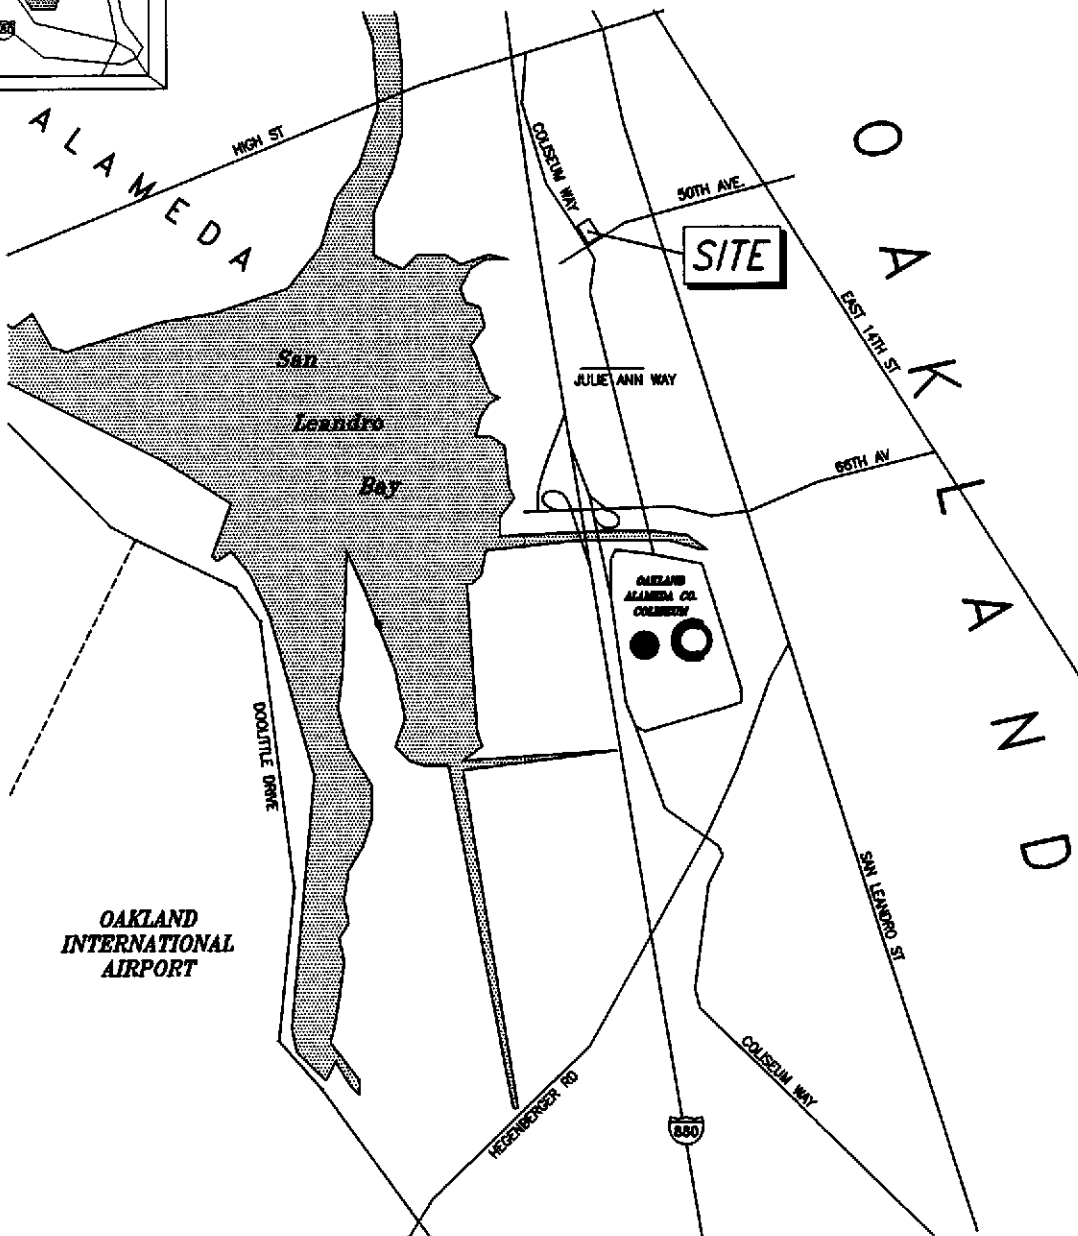 ALAMEDA
HIGH ST
COLISEUM WAY
50TH AVE.
OAKLAND
SITE
EAST 14TH ST
San
Leandro
Bay
JULIE ANN WAY
66TH AV
OAKLAND
ALAMEDA CO.
COLISEUM
DOOLITTLE DRIVE
SAN LEANDRO ST
OAKLAND
INTERNATIONAL
AIRPORT
COLISEUM WAY
HEGENBERGER RD
880